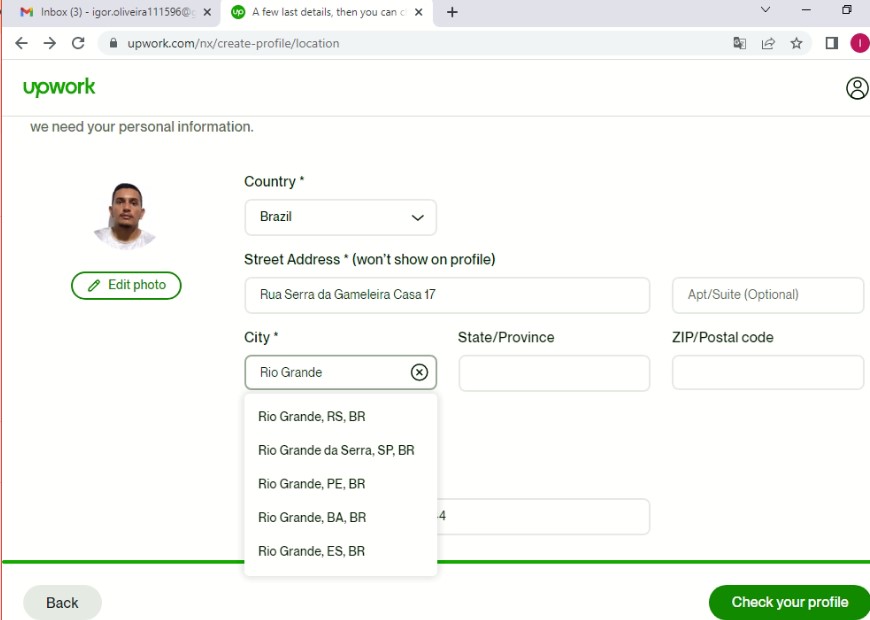 Inbox (3) - igor.oliveira111596@g
up A few last details, then you can c
upwork.com/nx/create-profile/location
I
upwork
we need your personal information.
Country *
Brazil
Edit photo
Street Address * (won't show on profile)
Rua Serra da Gameleira Casa 17
Apt/Suite (Optional)
City *
State/Province
ZIP/Postal code
Rio Grande
Rio Grande, RS, BR
Rio Grande da Serra, SP, BR
Rio Grande, PE, BR
Rio Grande, BA, BR
-4
Rio Grande, ES, BR
Back
Check your profile